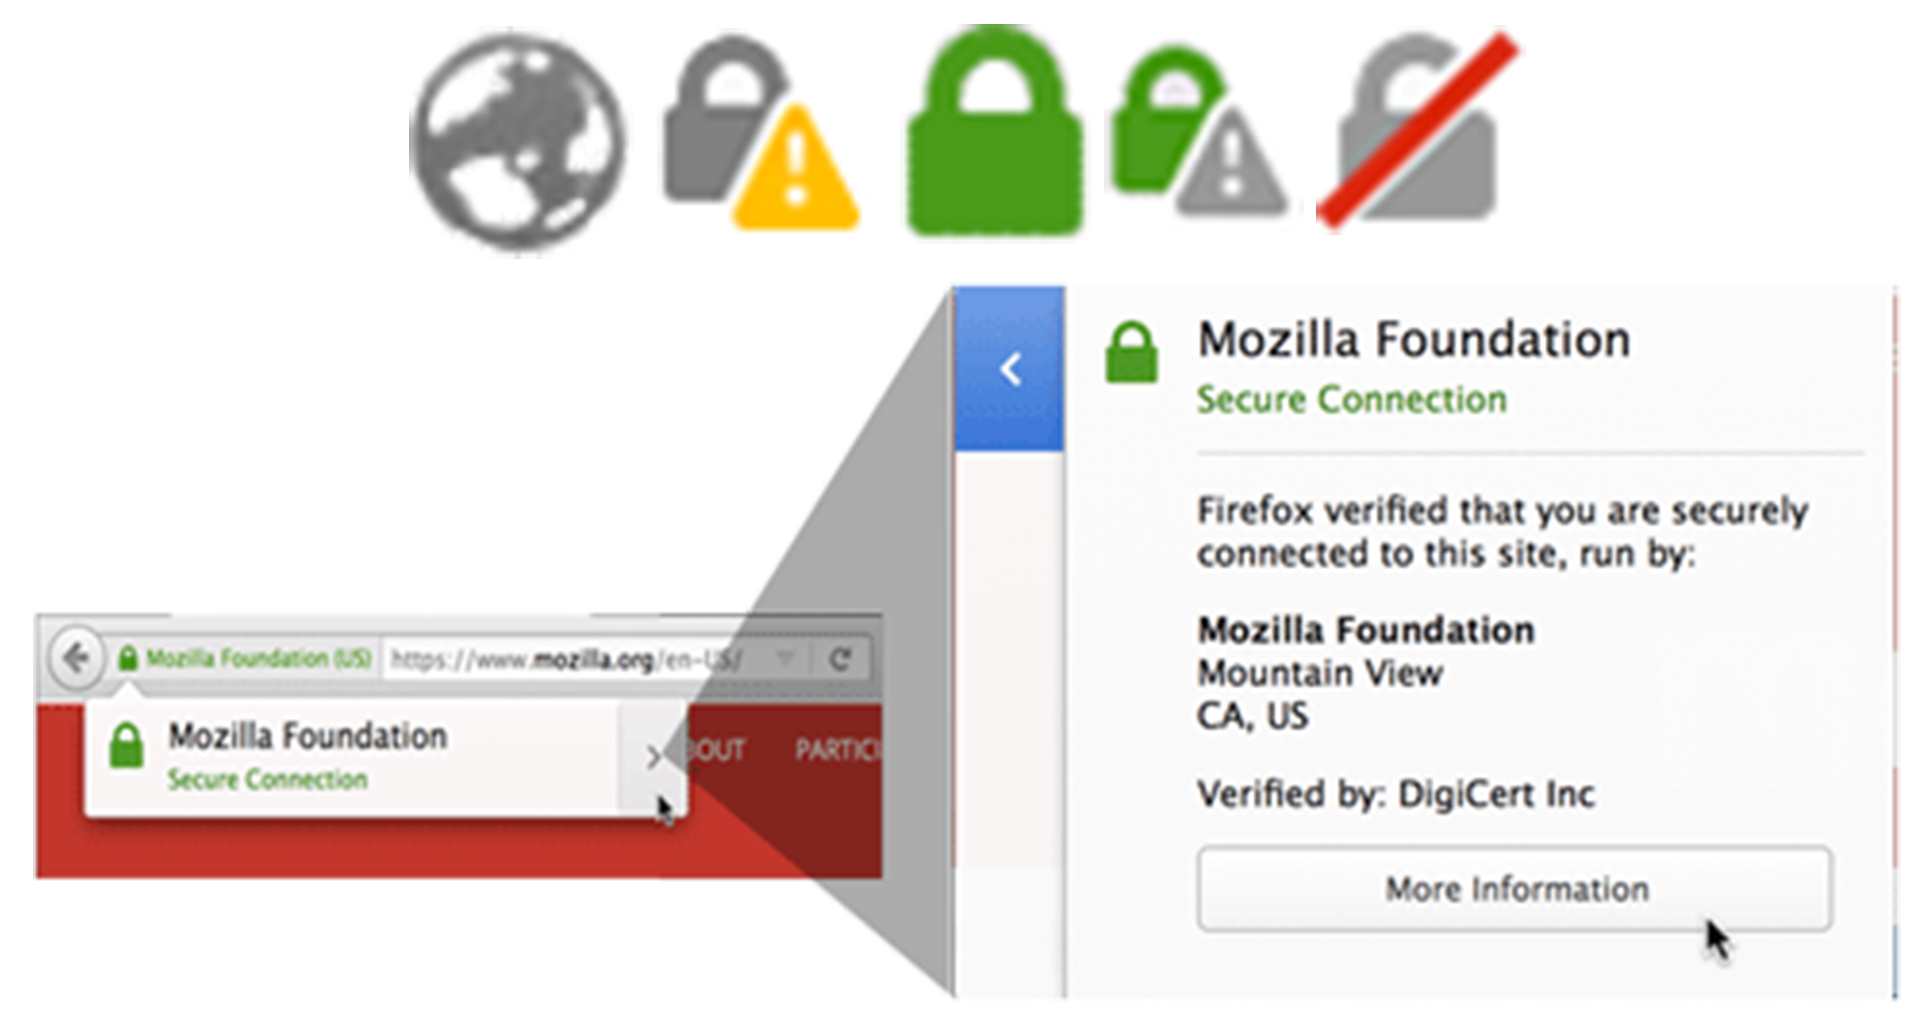 Mozilla Foundation
Secure Connection
Firefox verified that you are securely
connected to this site, run by:
Mozilla Foundation
Mountain View
CA, US
Verified by: DigiCert Inc
More Information
Mozilla Foundation (US) https://www.mozilla.org/en-US/
Mozilla Foundation
Secure Connection
BOUT PARTICI